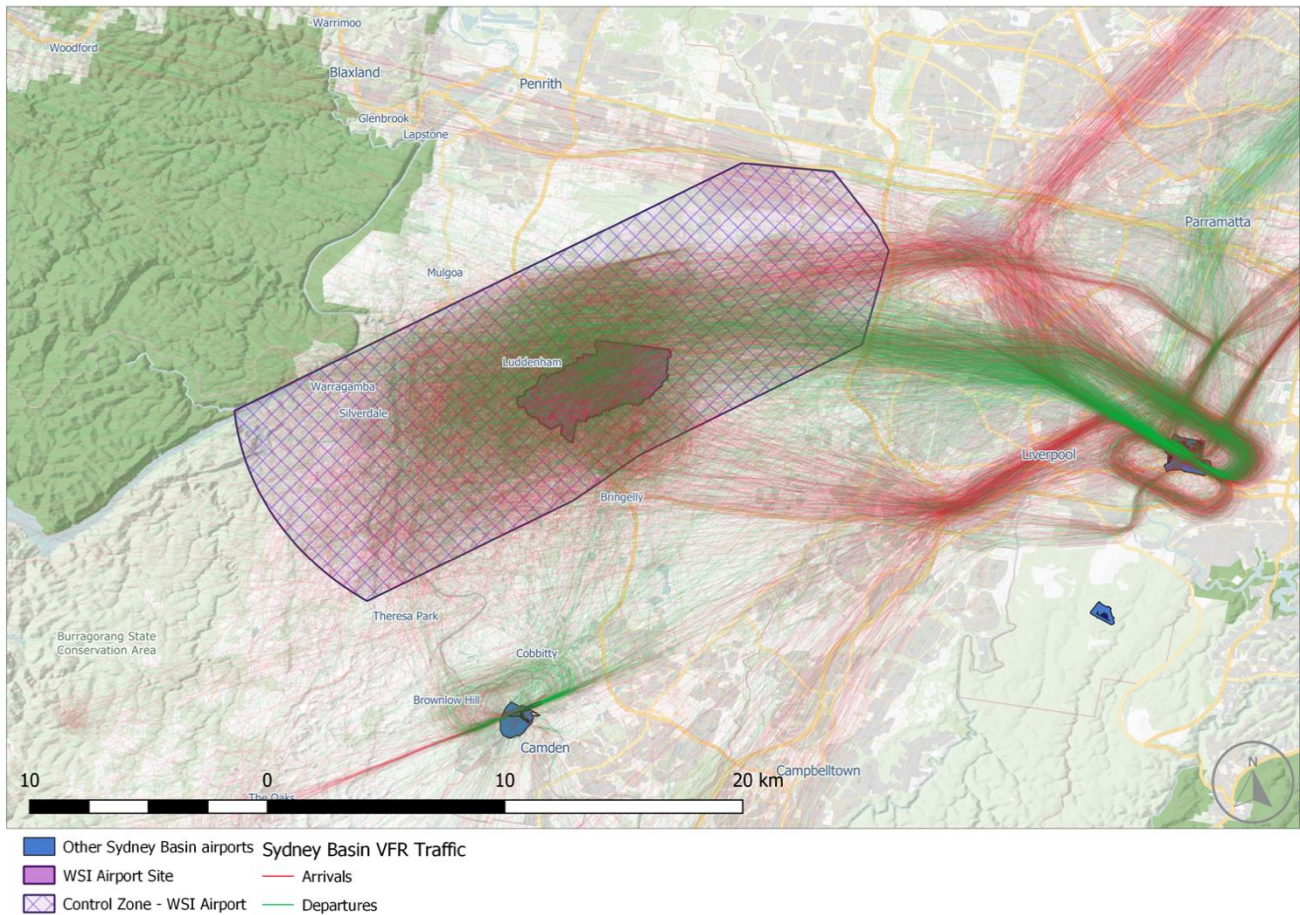 Warrimoo
Woodford
Blaxland
Penrith
Glenbrook
Lapstone
Parramatta
Mulgoa
Luddenham
Warragamba
Silverdale
Liverpool
Bringelly
Theresa Park
Burragorang State
Conservation Area
Cobbitty
Brownlow Hill
Camden
Campbelltown
N
10 0 10 20 km
The Oaks
Other Sydney Basin airports
WSI Airport Site
Control Zone - WSI Airport
Sydney Basin VFR Traffic
Arrivals
Departures